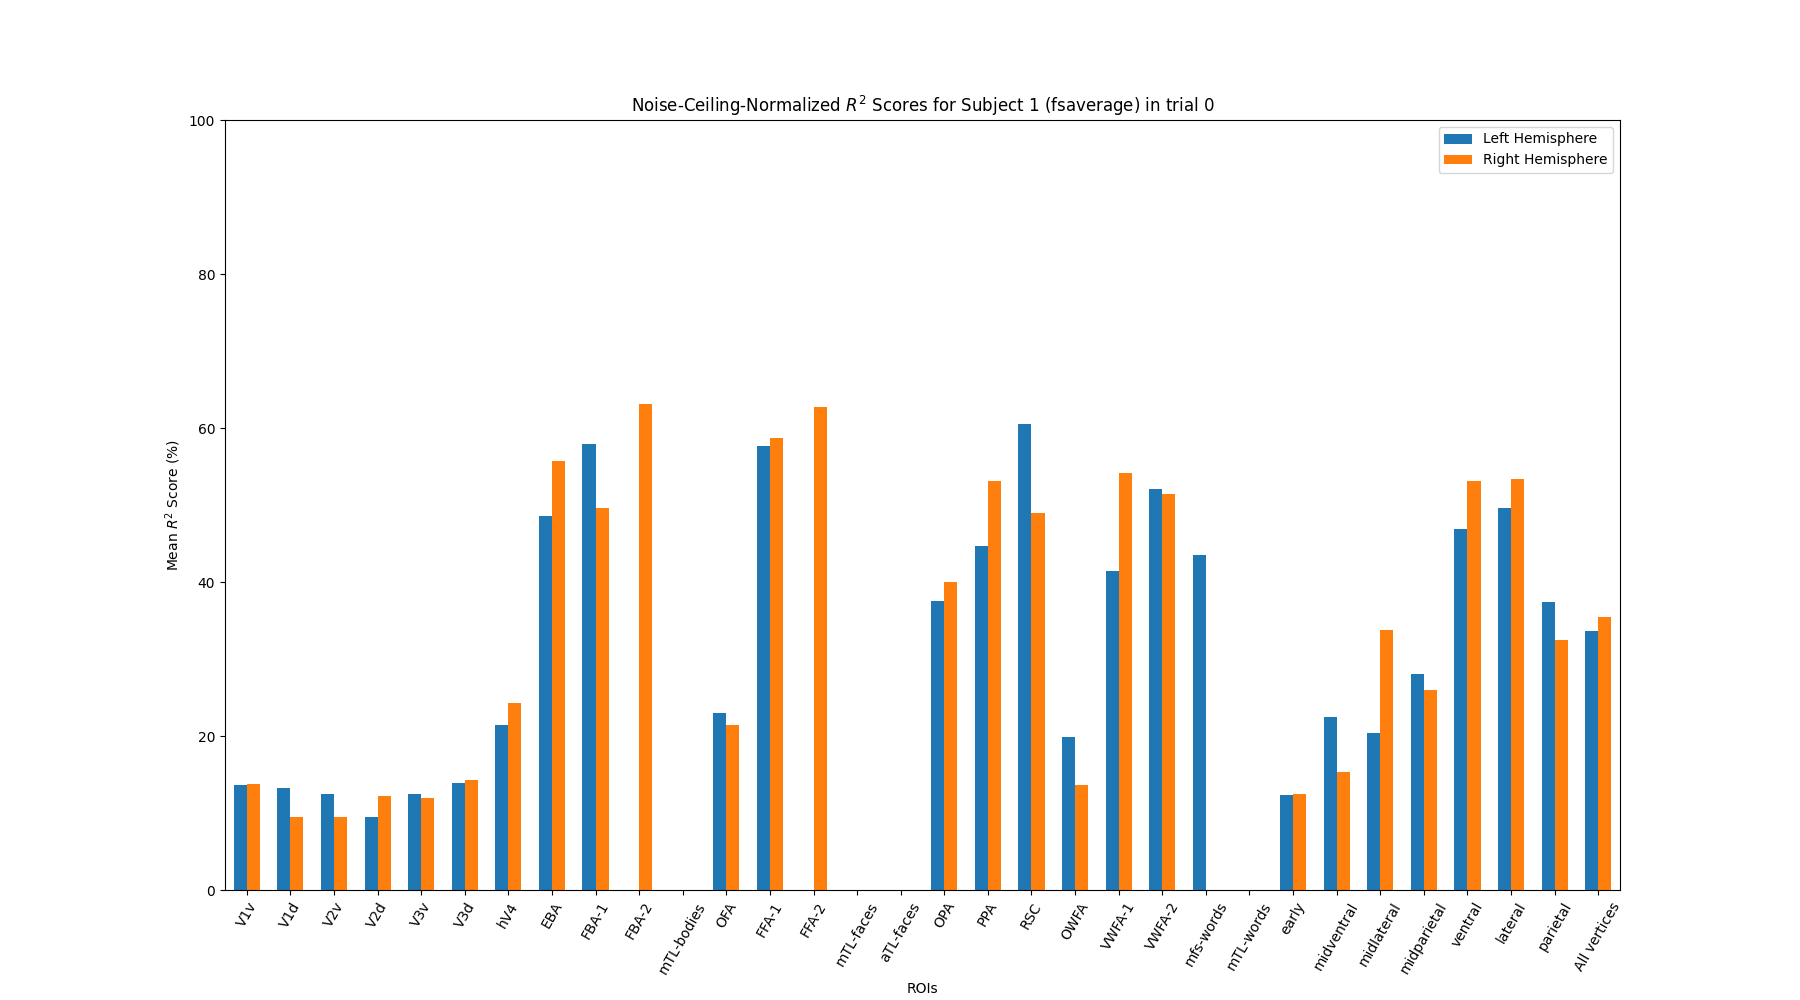 Noise-Ceiling-Normalized R² Scores for Subject 1 (fsaverage) in trial 0
Left Hemisphere
Right Hemisphere
100
80
60
40
20
0
Mean R² Score (%)
V1v
V1d
V2v
V2d
V3v
V3d
hV4
EBA
FBA-1
FBA-2
mTL-bodies
OFA
FFA-1
FFA-2
mTL-faces
aTL-faces
OPA
PPA
RSC
OWFA
VWFA-1
VWFA-2
mfs-words
mTL-words
early
midventral
midlateral
midparietal
ventral
lateral
parietal
All vertices
ROIs